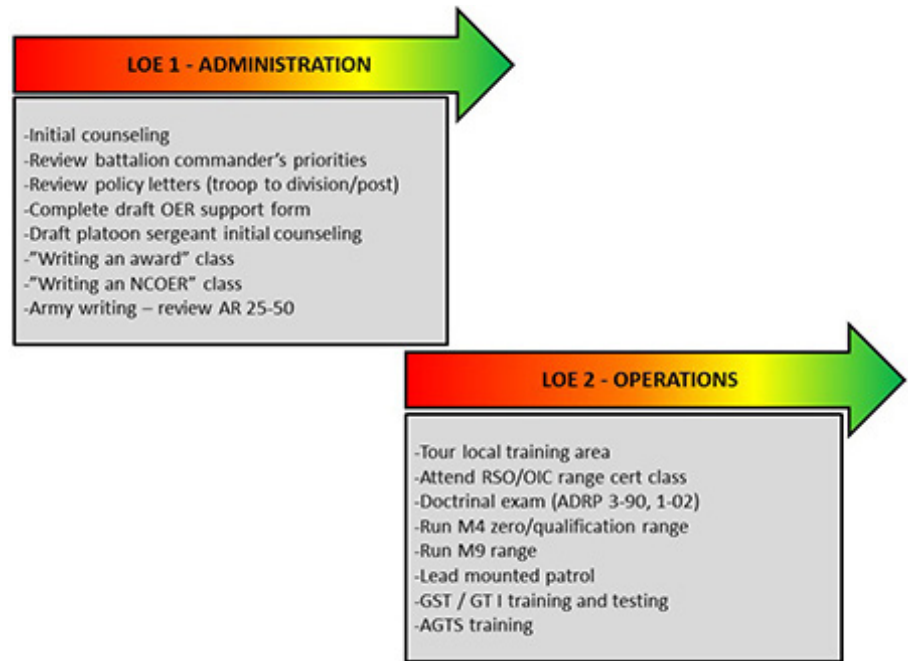 LOE 1 - ADMINISTRATION
-Initial counseling
-Review battalion commander’s priorities
-Review policy letters (troop to division/post)
-Complete draft OER support form
-Draft platoon sergeant initial counseling
-”Writing an award” class
-”Writing an NCOER” class
-Army writing – review AR 25-50
LOE 2 - OPERATIONS
-Tour local training area
-Attend RSO/OIC range cert class
-Doctrinal exam (ADRP 3-90, 1-02)
-Run M4 zero/qualification range
-Run M9 range
-Lead mounted patrol
-GST / GT I training and testing
-AGTS training